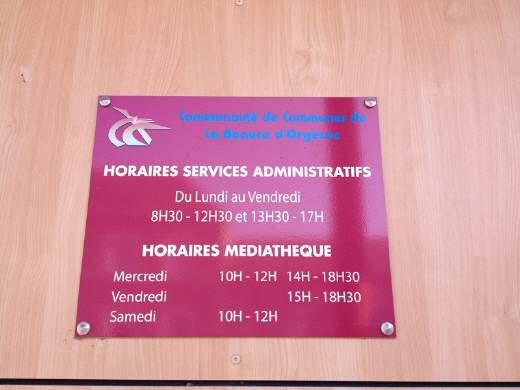 Communauté de Communes de
La Beauce d'Orgères
HORAIRES SERVICES ADMINISTRATIFS
Du Lundi au Vendredi
8H30 - 12H30 et 13H30 - 17H
HORAIRES MEDIATHEQUE
Mercredi 10H - 12H 14H - 18H30
Vendredi 15H - 18H30
Samedi 10H - 12H